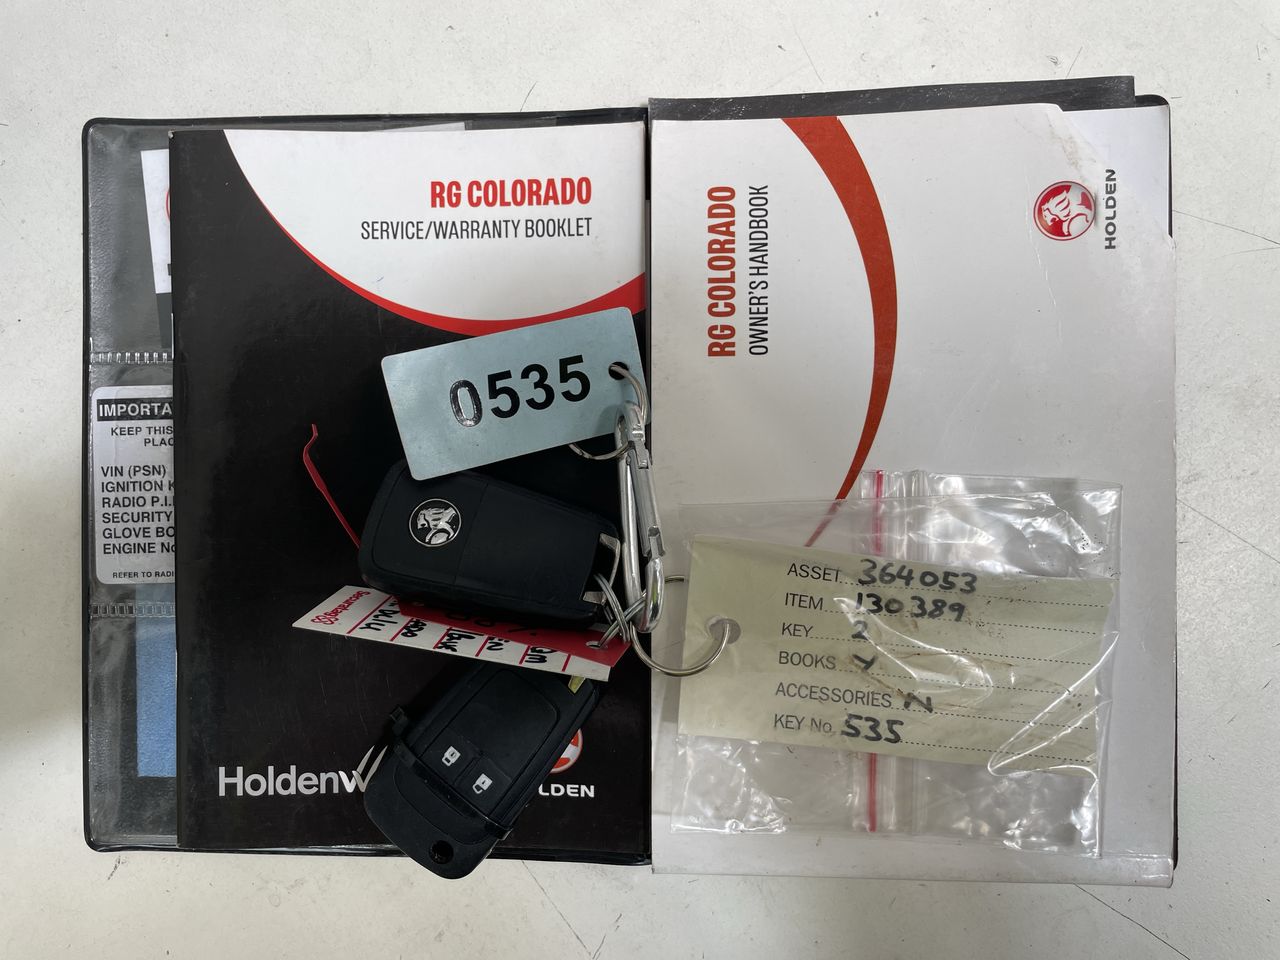 RG COLORADO
SERVICE/WARRANTY BOOKLET
RG COLORADO
OWNER'S HANDBOOK
HOLDEN
0535
IMPORTA
KEEP THIS
PLAC
VIN (PSN)
IGNITION K
RADIO P.I.
SECURITY
GLOVE BO
ENGINE No
REFER TO RADI
ASSET 364053
ITEM 130389
KEY 2
BOOKS Y
ACCESSORIES N
KEY No. 535
Holden
LDEN